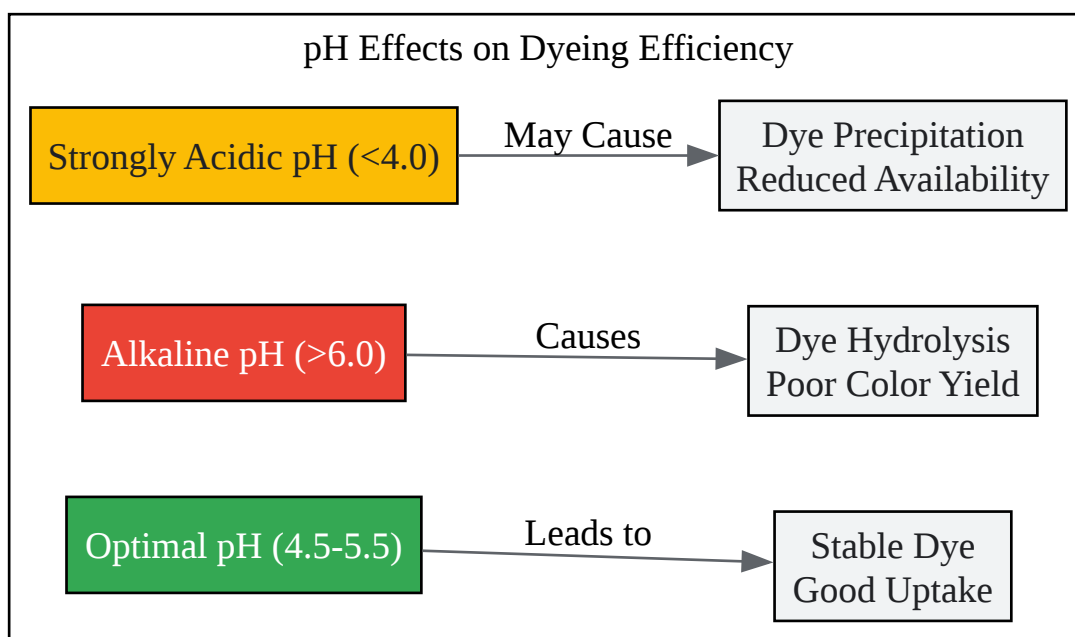 pH Effects on Dyeing Efficiency
Strongly Acidic pH (<4.0)
May Cause
Dye Precipitation
Reduced Availability
Alkaline pH (>6.0)
Causes
Dye Hydrolysis
Poor Color Yield
Optimal pH (4.5-5.5)
Leads to
Stable Dye
Good Uptake